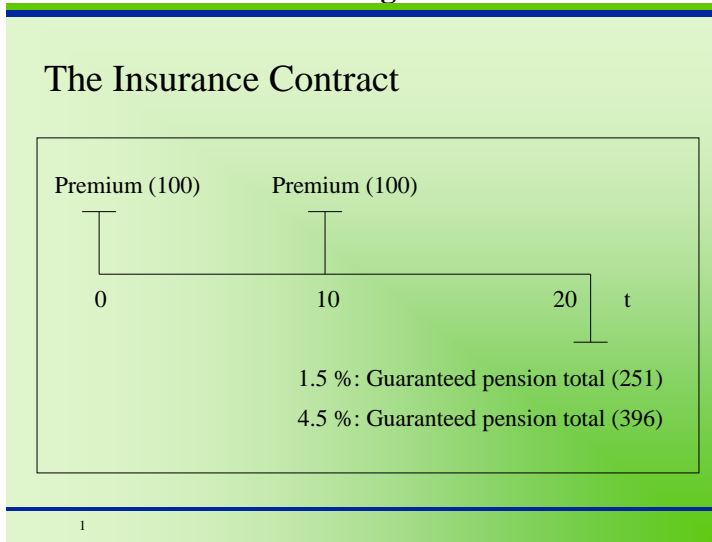 The Insurance Contract
Premium (100) Premium (100)
0 10 20 t
1.5 %: Guaranteed pension total (251)
4.5 %: Guaranteed pension total (396)
1